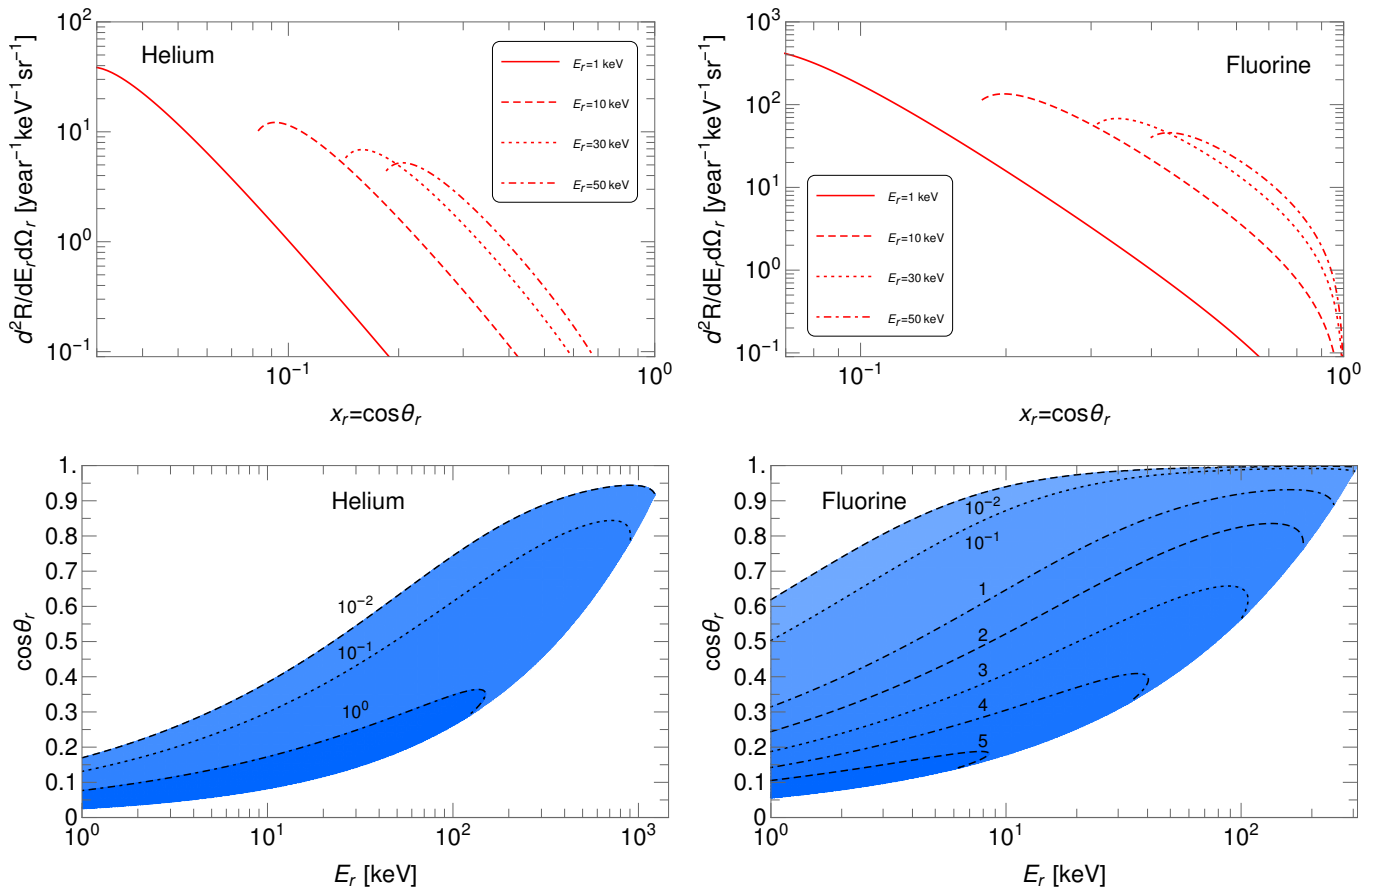 Helium
d²R/dE_r dΩ_r [year⁻¹keV⁻¹sr⁻¹]
10²
10¹
10⁰
10⁻¹
E_r=1 keV
E_r=10 keV
E_r=30 keV
E_r=50 keV
10⁻¹ 10⁰
x_r=cosθ_r
Fluorine
d²R/dE_r dΩ_r [year⁻¹keV⁻¹sr⁻¹]
10³
10²
10¹
10⁰
10⁻¹
E_r=1 keV
E_r=10 keV
E_r=30 keV
E_r=50 keV
10⁻¹ 10⁰
x_r=cosθ_r
Helium
cosθ_r
1.
0.9
0.8
0.7
0.6
0.5
0.4
0.3
0.2
0.1
0
10⁻²
10⁻¹
10⁰
10⁰ 10¹ 10² 10³
E_r [keV]
Fluorine
cosθ_r
1.
0.9
0.8
0.7
0.6
0.5
0.4
0.3
0.2
0.1
0
10⁻²
10⁻¹
1
2
3
4
5
10⁰ 10¹ 10²
E_r [keV]